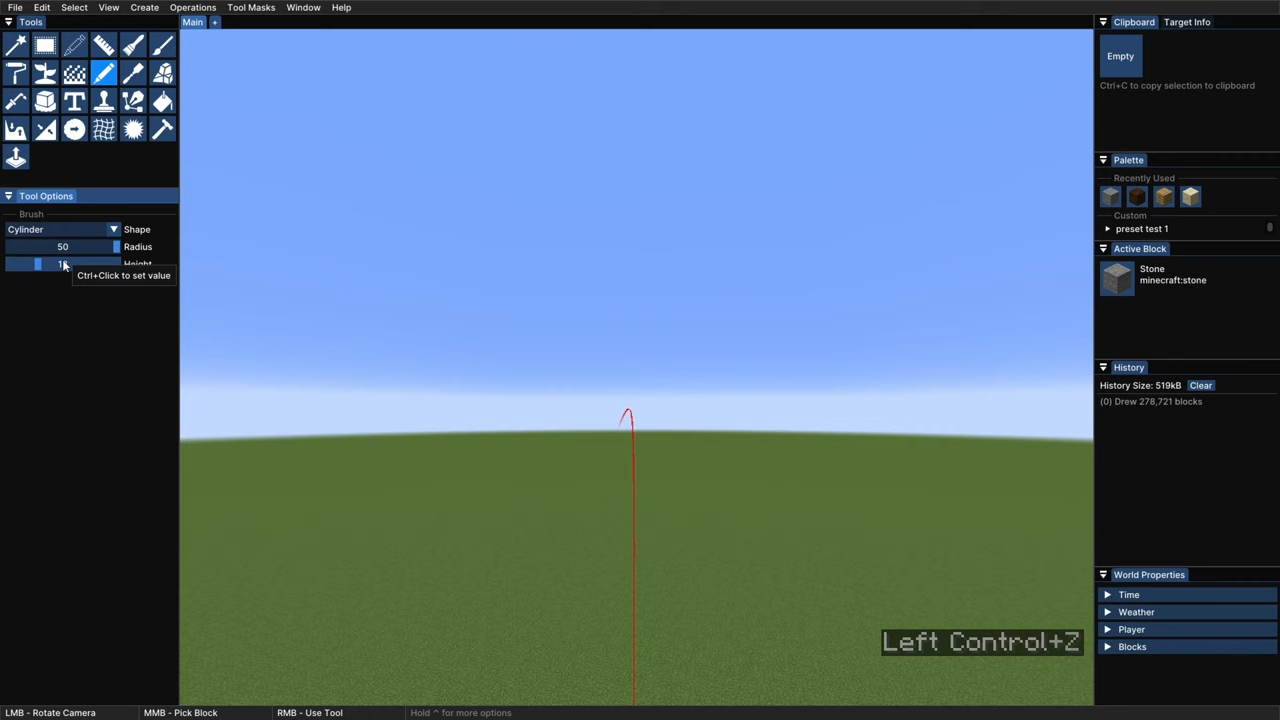 File Edit Select View Create Operations Tool Masks Window Help
Tools
Main +
Clipboard Target Info
Empty
Ctrl+C to copy selection to clipboard
Palette
Recently Used
Custom
preset test 1
Tool Options
Brush
Cylinder Shape
50 Radius
Height
Ctrl+Click to set value
Active Block
Stone
minecraft:stone
History
History Size: 519kB Clear
(0) Drew 278,721 blocks
World Properties
Time
Weather
Player
Blocks
Left Control+Z
LMB - Rotate Camera MMB - Pick Block RMB - Use Tool Hold ^ for more options